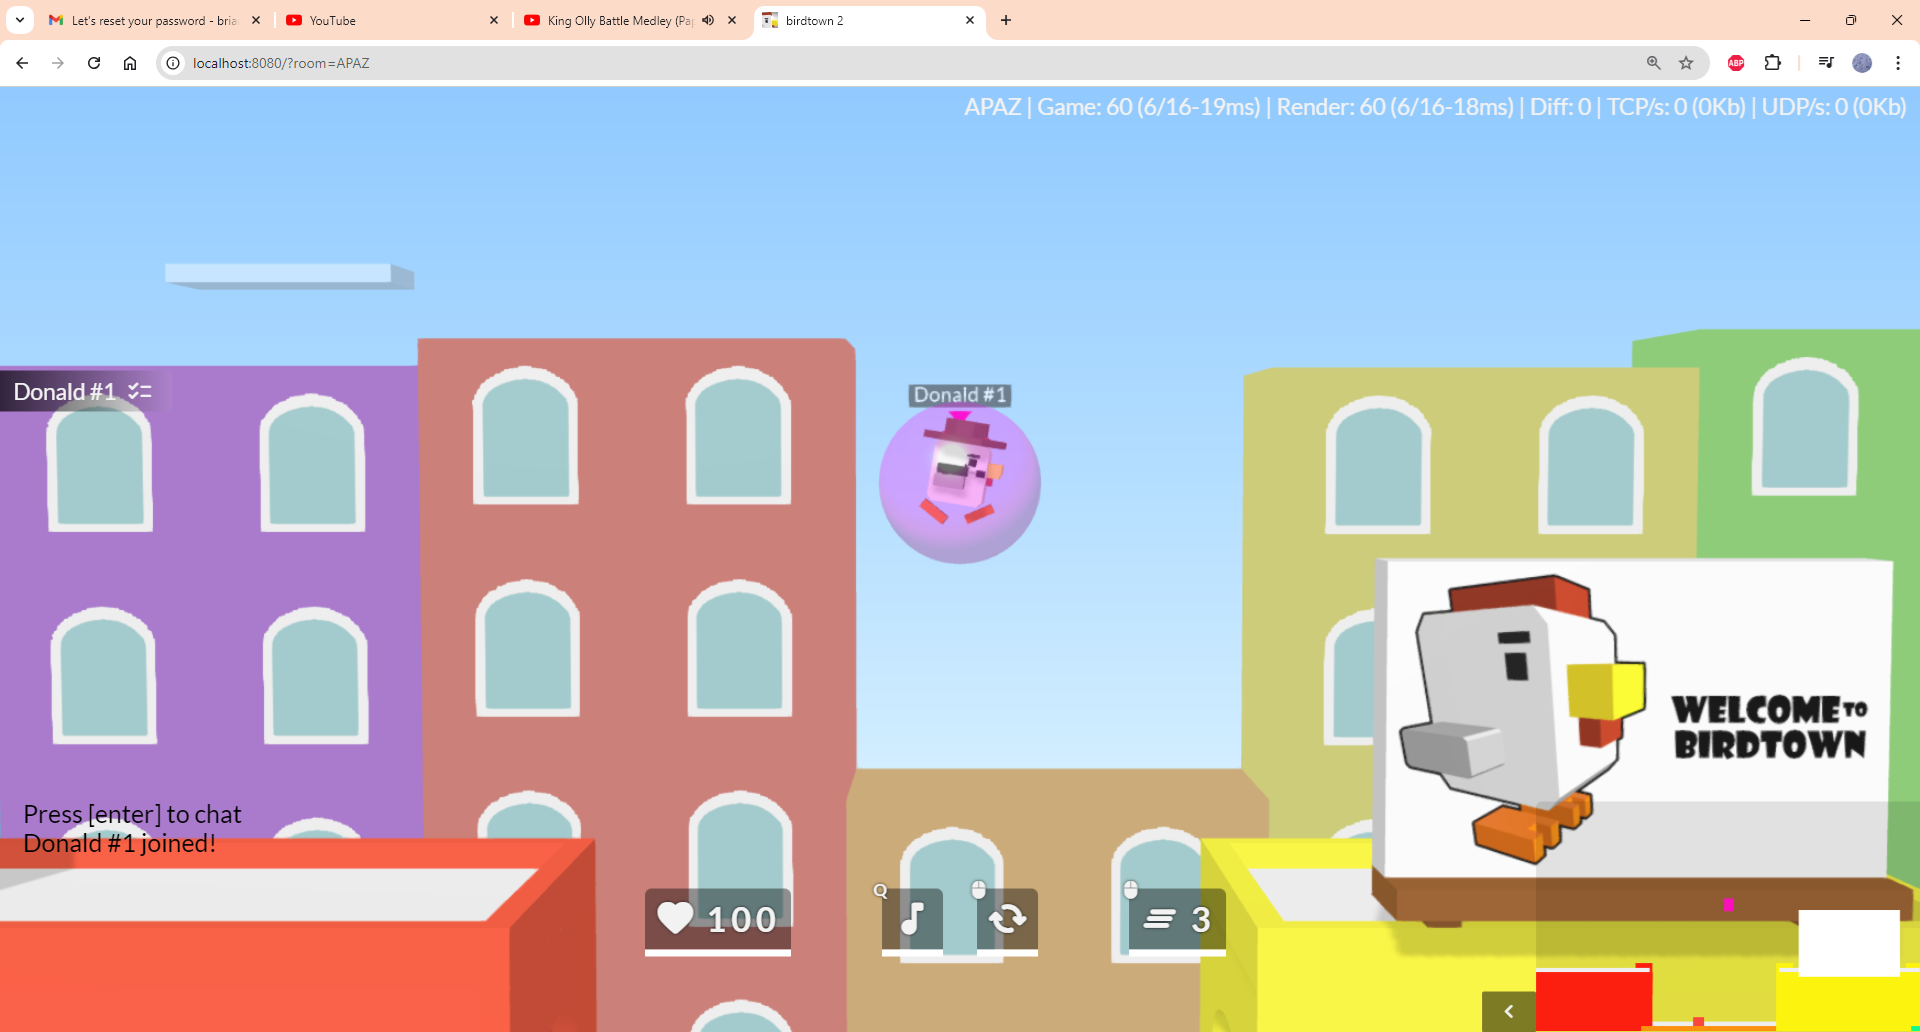 Let's reset your password - bria
YouTube
King Olly Battle Medley (Pap
birdtown 2
localhost:8080/?room=APAZ
ABP
APAZ | Game: 60 (6/16-19ms) | Render: 60 (6/16-18ms) | Diff: 0 | TCP/s: 0 (0Kb) | UDP/s: 0 (0Kb)
Donald #1
Donald #1
WELCOME TO
BIRDTOWN
Press [enter] to chat
Donald #1 joined!
Q
100
3